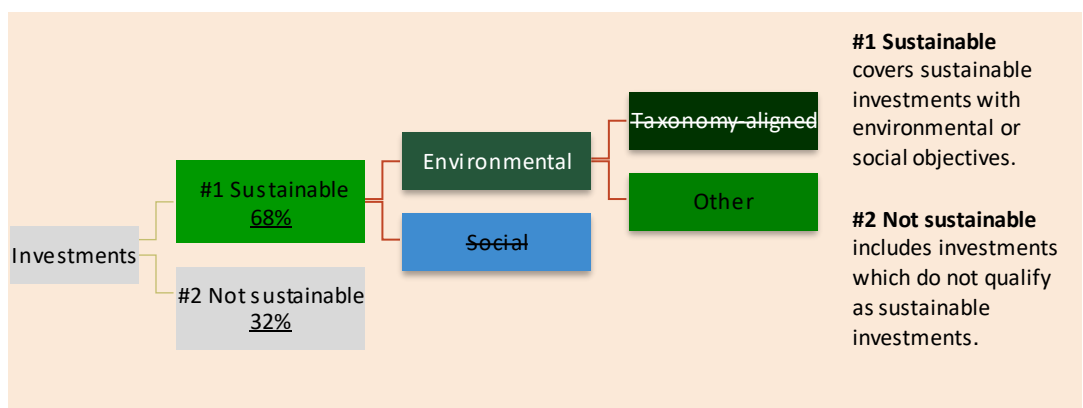 Investments
#1 Sustainable
68%
#2 Not sustainable
32%
Environmental
Social
Taxonomy-aligned
Other
#1 Sustainable
covers sustainable
investments with
environmental or
social objectives.
#2 Not sustainable
includes investments
which do not qualify
as sustainable
investments.